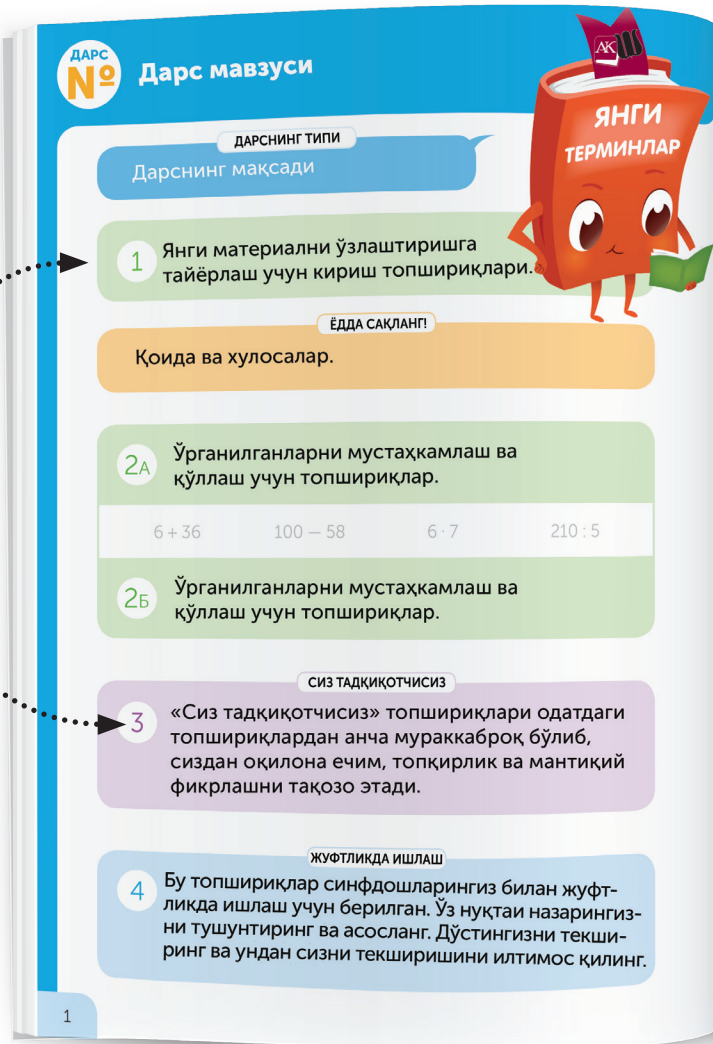 ДАРС
№
Дарс мавзуси
АК
ЯНГИ
ТЕРМИНЛАР
ДАРСНИНГ ТИПИ
Дарснинг мақсади
1
Янги материални ўзлаштиришга
тайёрлаш учун кириш топшириқлари.
ЁДДА САҚЛАНГ!
Қоида ва хулосалар.
2А
Ўрганилганларни мустаҳкамлаш ва
қўллаш учун топшириқлар.
6 + 36 100 — 58 6 · 7 210 : 5
2Б
Ўрганилганларни мустаҳкамлаш ва
қўллаш учун топшириқлар.
СИЗ ТАДҚИҚОТЧИСИЗ
3
«Сиз тадқиқотчисиз» топшириқлари одатдаги
топшириқлардан анча мураккаброқ бўлиб,
сиздан оқилона ечим, топқирлик ва мантиқий
фикрлашни тақозо этади.
ЖУФТЛИКДА ИШЛАШ
4
Бу топшириқлар синфдошларингиз билан жуфт-
ликда ишлаш учун берилган. Ўз нуқтаи назарингиз-
ни тушунтиринг ва асосланг. Дўстингизни текши-
ринг ва ундан сизни текширишини илтимос қилинг.
1